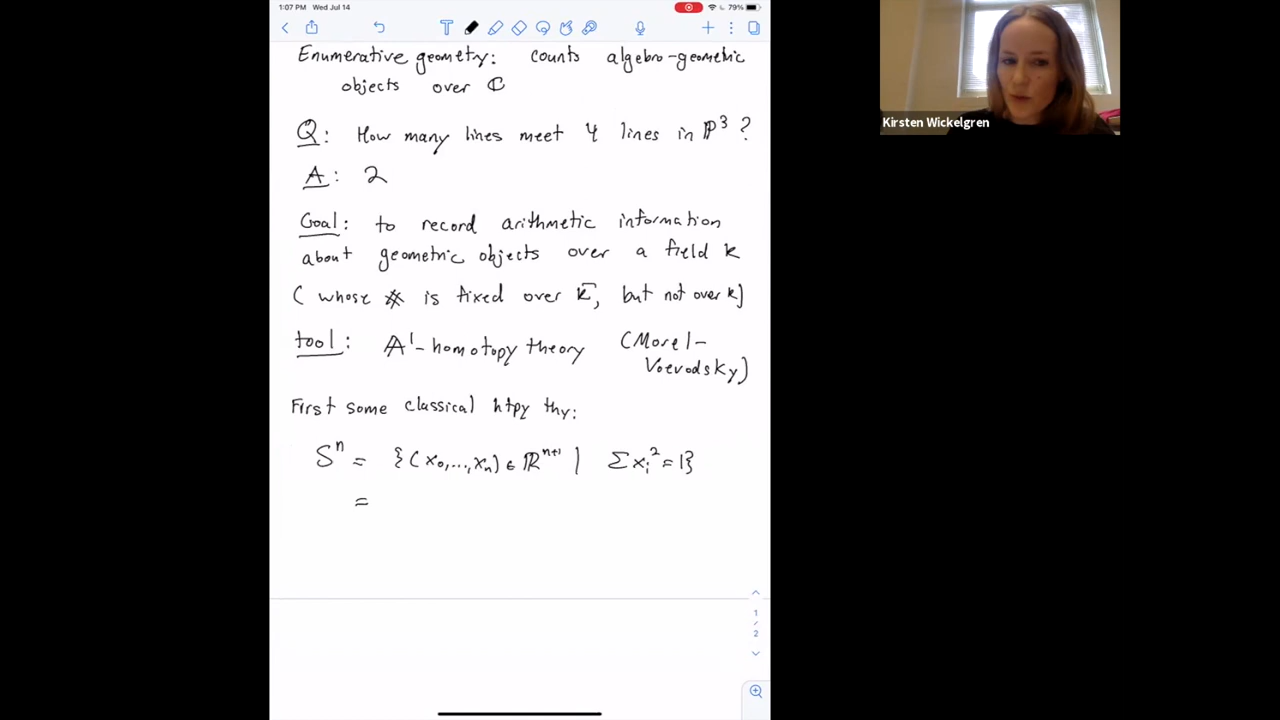 1:07 PM Wed Jul 14
79%
T
Enumerative geometry: counts algebro-geometric
objects over ℂ
Q: How many lines meet 4 lines in ℙ³ ?
A: 2
Goal: to record arithmetic information
about geometric objects over a field k
( whose # is fixed over k̄, but not over k)
tool: 𝔸¹-homotopy theory (Morel-
Voevodsky)
First some classical htpy thy:
Sⁿ = {(x₀,...,xₙ) ∈ ℝⁿ⁺¹ | Σxᵢ² = 1}
=
1
/
2
Kirsten Wickelgren